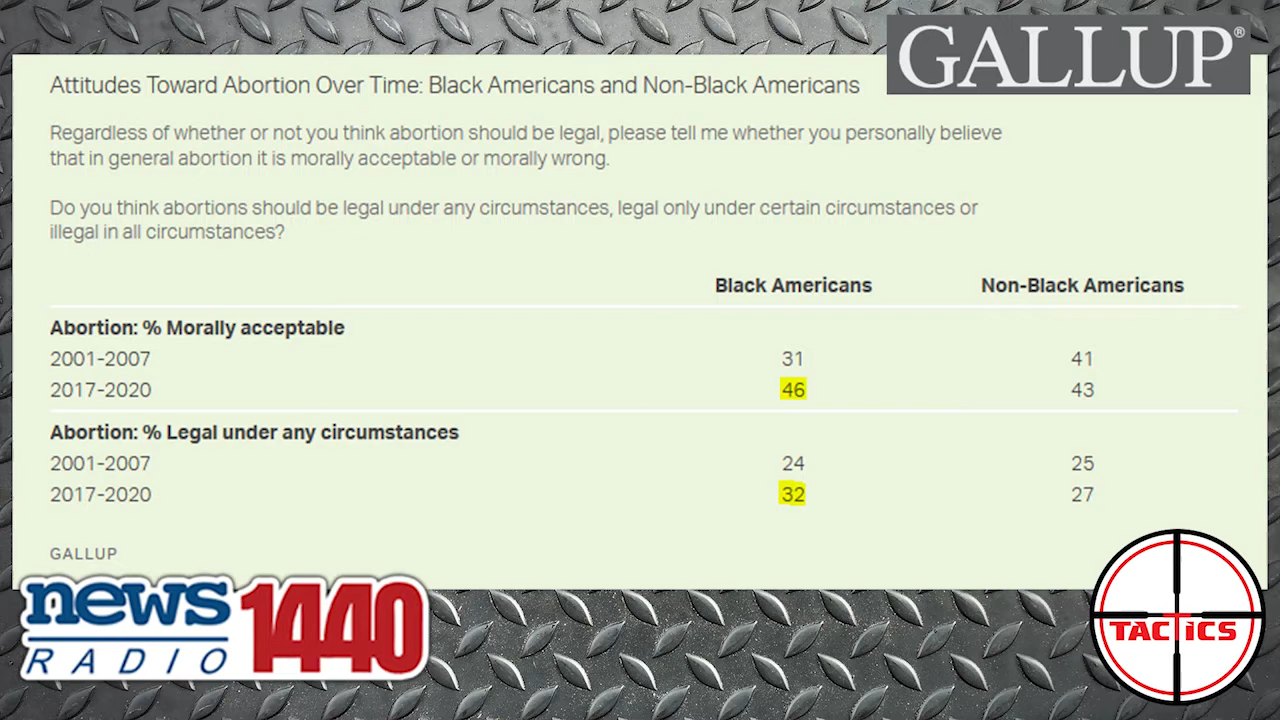 GALLUP®
Attitudes Toward Abortion Over Time: Black Americans and Non-Black Americans
Regardless of whether or not you think abortion should be legal, please tell me whether you personally believe
that in general abortion it is morally acceptable or morally wrong.
Do you think abortions should be legal under any circumstances, legal only under certain circumstances or
illegal in all circumstances?
Black Americans Non-Black Americans
Abortion: % Morally acceptable
2001-2007 31 41
2017-2020 46 43
Abortion: % Legal under any circumstances
2001-2007 24 25
2017-2020 32 27
GALLUP
news 1440
RADIO
TACTICS